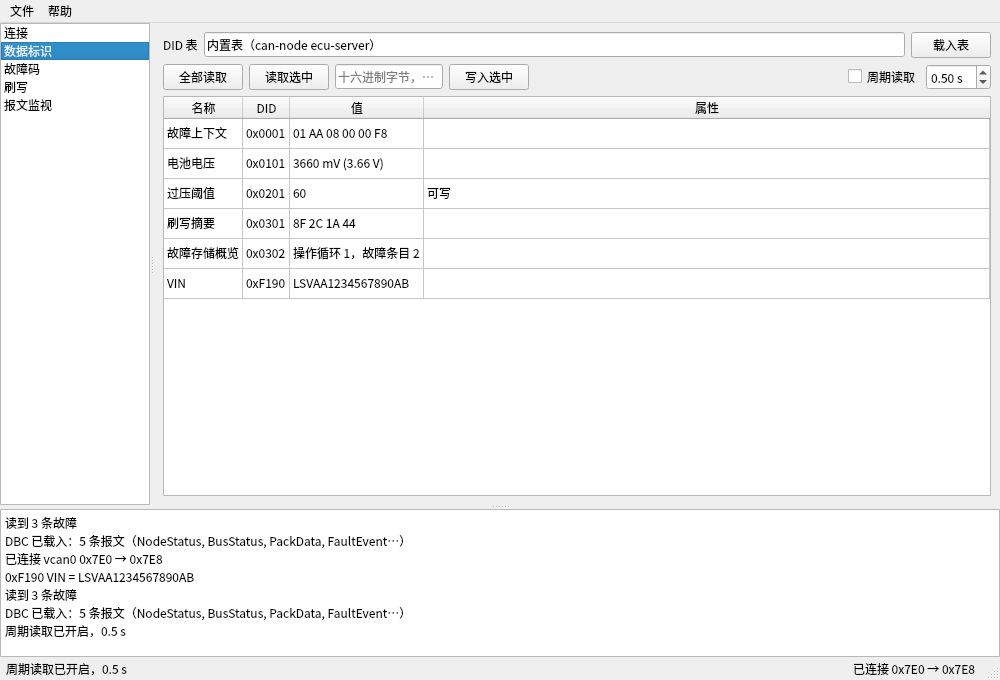 文件 帮助
连接
数据标识
故障码
刷写
报文监视
DID 表 内置表（can-node ecu-server） 载入表
全部读取 读取选中 十六进制字节，… 写入选中 周期读取 0.50 s
名称 DID 值 属性
故障上下文 0x0001 01 AA 08 00 00 F8
电池电压 0x0101 3660 mV (3.66 V)
过压阈值 0x0201 60 可写
刷写摘要 0x0301 8F 2C 1A 44
故障存储概览 0x0302 操作循环 1，故障条目 2
VIN 0xF190 LSVAA1234567890AB
读到 3 条故障
DBC 已载入：5 条报文（NodeStatus, BusStatus, PackData, FaultEvent…）
已连接 vcan0 0x7E0 → 0x7E8
0xF190 VIN = LSVAA1234567890AB
读到 3 条故障
DBC 已载入：5 条报文（NodeStatus, BusStatus, PackData, FaultEvent…）
周期读取已开启，0.5 s
周期读取已开启，0.5 s 已连接 0x7E0 → 0x7E8